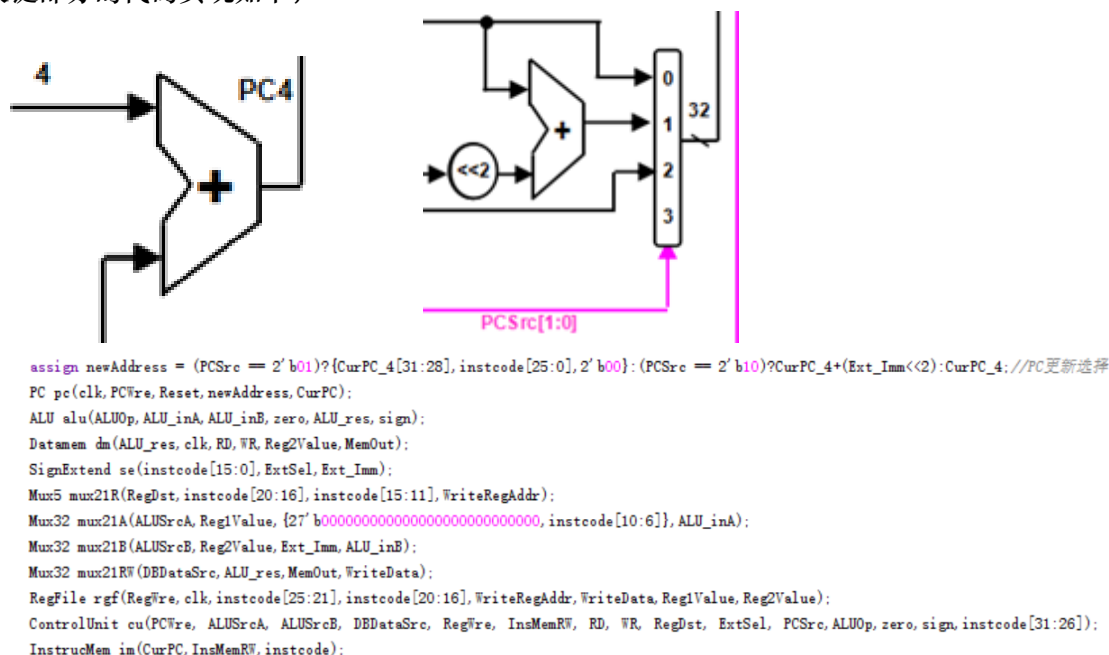 4
PC4
+
0
1
2
3
32
+
<<2
PCSrc[1:0]
assign newAddress = (PCSrc == 2'b01)?{CurPC_4[31:28],instcode[25:0],2'b00}:(PCSrc == 2'b10)?CurPC_4+(Ext_Imm<<2):CurPC_4;//PC更新选择
PC pc(clk,PCWre,Reset,newAddress,CurPC);
ALU alu(ALUOp,ALU_inA,ALU_inB,zero,ALU_res,sign);
Datamem dm(ALU_res,clk,RD,WR,Reg2Value,MemOut);
SignExtend se(instcode[15:0],ExtSel,Ext_Imm);
Mux5 mux21R(RegDst,instcode[20:16],instcode[15:11],WriteRegAddr);
Mux32 mux21A(ALUSrcA,Reg1Value,{27'b000000000000000000000000000,instcode[10:6]},ALU_inA);
Mux32 mux21B(ALUSrcB,Reg2Value,Ext_Imm,ALU_inB);
Mux32 mux21RW(DBDataSrc,ALU_res,MemOut,WriteData);
RegFile rgf(RegWre,clk,instcode[25:21],instcode[20:16],WriteRegAddr,WriteData,Reg1Value,Reg2Value);
ControlUnit cu(PCWre, ALUSrcA, ALUSrcB, DBDataSrc, RegWre, InsMemRW, RD, WR, RegDst, ExtSel, PCSrc,ALUOp,zero,sign,instcode[31:26]);
InstrucMem im(CurPC,InsMemRW,instcode);